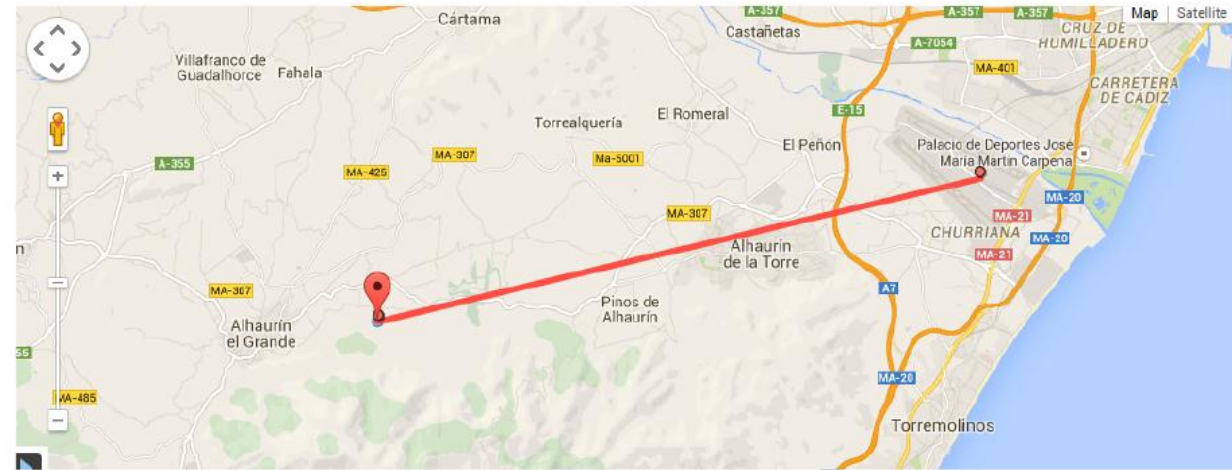 A-357
A-357
A-357
Map
Satellite
Cártama
Castañetas
CRUZ DE
HUMILLADERO
A-7054
Villafranco de
Guadalhorce
Fahala
MA-401
CARRETERA
DE CÁDIZ
E-15
Torrealquería
El Romeral
El Peñón
Palacio de Deportes José
María Martín Carpena
MA-307
Ma-5001
A-355
MA-425
MA-20
MA-307
MA-21
CHURRIANA
MA-20
n
Alhaurín
de la Torre
MA-21
MA-307
A7
Pinos de
Alhaurín
Alhaurín
el Grande
55
MA-20
MA-485
Torremolinos